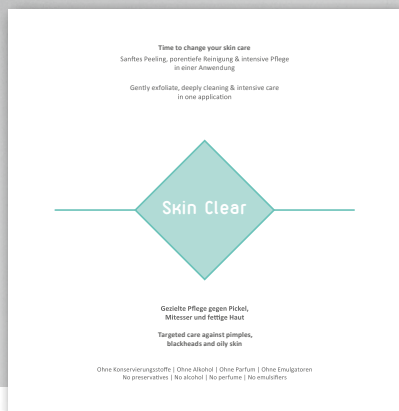 Time to change your skin care
Sanftes Peeling, porentiefe Reinigung & intensive Pflege
in einer Anwendung
Gently exfoliate, deeply cleaning & intensive care
in one application
Skin Clear
Gezielte Pflege gegen Pickel,
Mitesser und fettige Haut
Targeted care against pimples,
blackheads and oily skin
Ohne Konservierungsstoffe | Ohne Alkohol | Ohne Parfum | Ohne Emulgatoren
No preservatives | No alcohol | No perfume | No emulsifiers